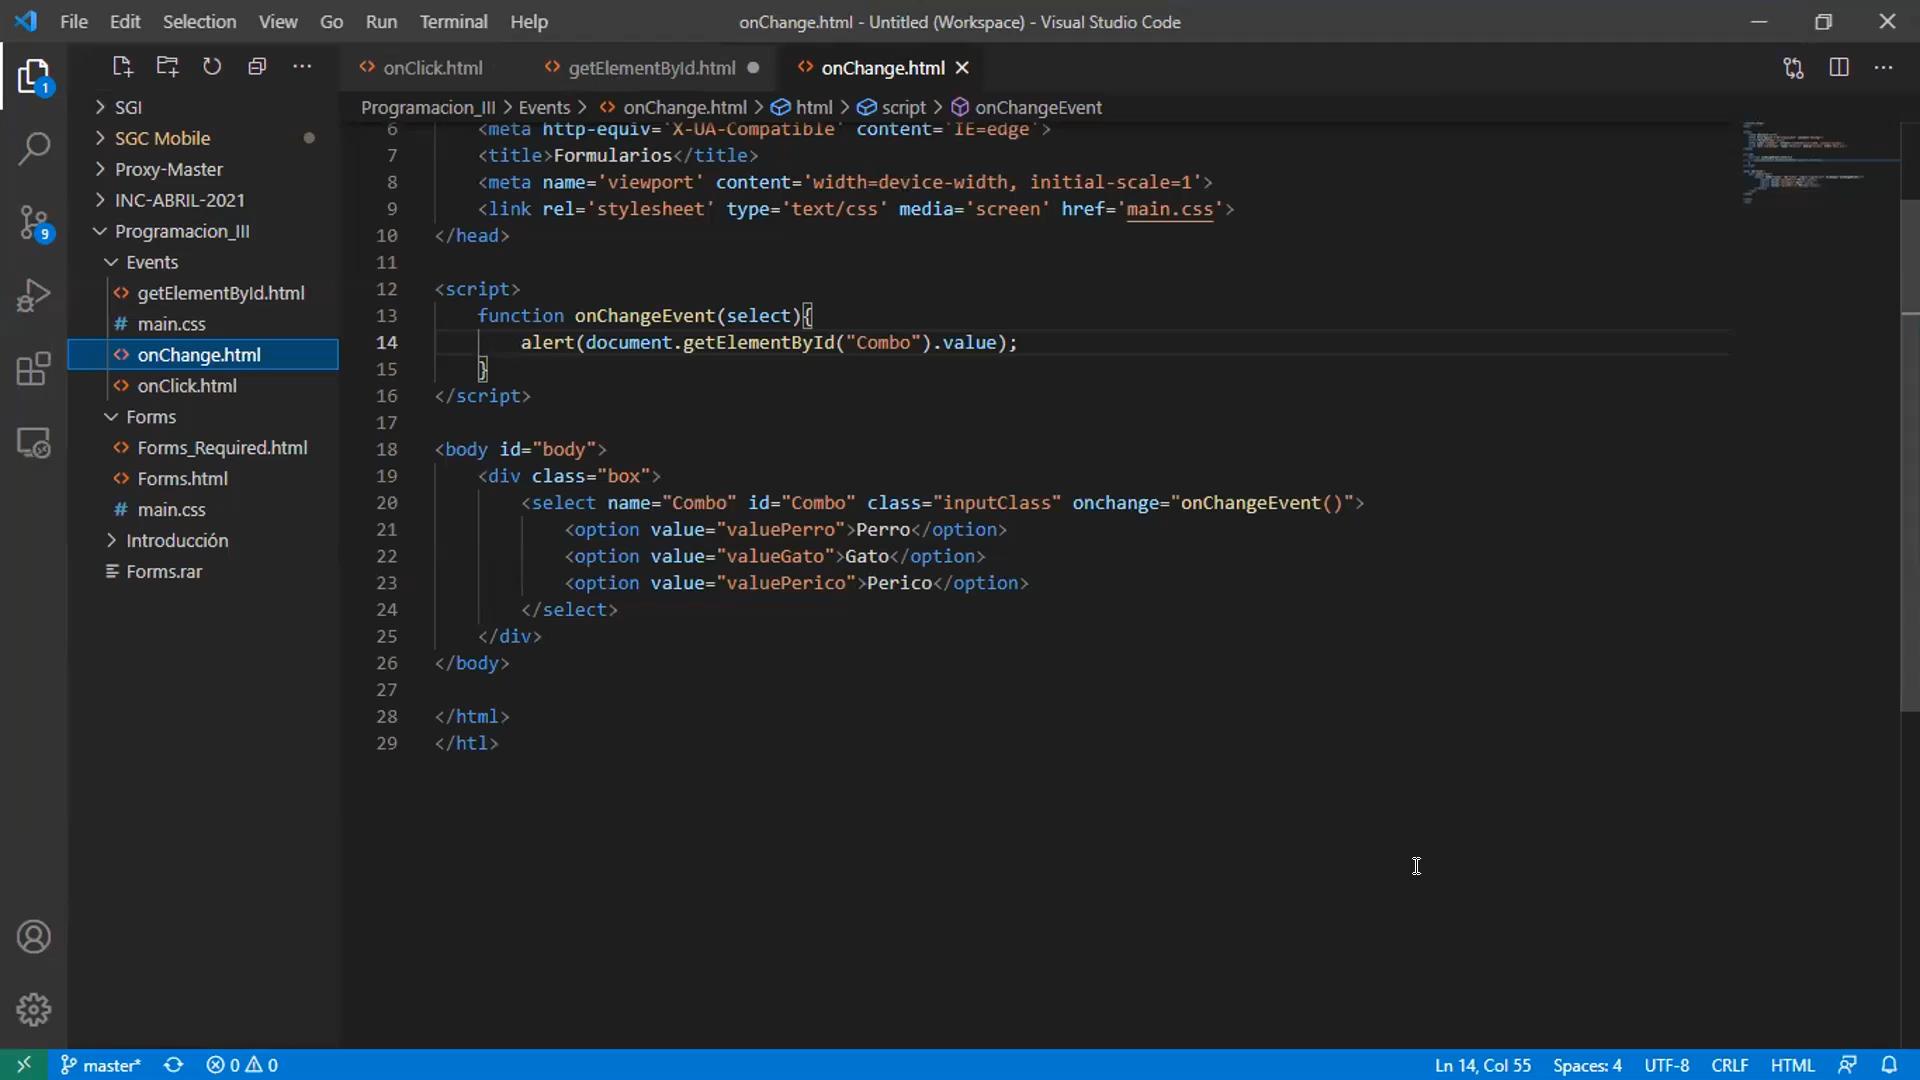 File Edit Selection View Go Run Terminal Help
onChange.html - Untitled (Workspace) - Visual Studio Code
onClick.html
getElementById.html
onChange.html
Programacion_III > Events > onChange.html > html > script > onChangeEvent
1
9
SGI
SGC Mobile
Proxy-Master
INC-ABRIL-2021
Programacion_III
Events
getElementById.html
# main.css
onChange.html
onClick.html
Forms
Forms_Required.html
Forms.html
# main.css
Introducción
Forms.rar
6 <meta http-equiv='X-UA-Compatible' content='IE=edge'>
7 <title>Formularios</title>
8 <meta name='viewport' content='width=device-width, initial-scale=1'>
9 <link rel='stylesheet' type='text/css' media='screen' href='main.css'>
10 </head>
11
12 <script>
13 function onChangeEvent(select){
14 alert(document.getElementById("Combo").value);
15 }
16 </script>
17
18 <body id="body">
19 <div class="box">
20 <select name="Combo" id="Combo" class="inputClass" onchange="onChangeEvent()">
21 <option value="valuePerro">Perro</option>
22 <option value="valueGato">Gato</option>
23 <option value="valuePerico">Perico</option>
24 </select>
25 </div>
26 </body>
27
28 </html>
29 </htl>
master* 0 0 Ln 14, Col 55 Spaces: 4 UTF-8 CRLF HTML